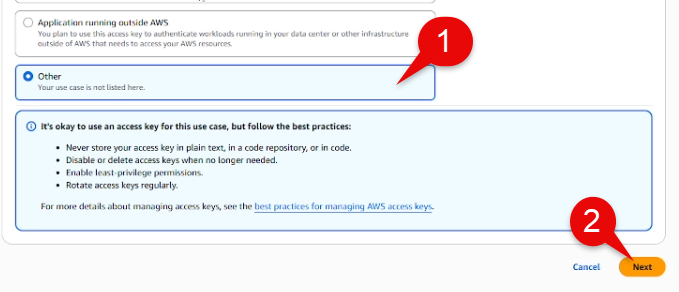 Application running outside AWS
You plan to use this access key to authenticate workloads running in your data center or other infrastructure
outside of AWS that needs to access your AWS resources.
1
Other
Your use case is not listed here.
It's okay to use an access key for this use case, but follow the best practices:
• Never store your access key in plain text, in a code repository, or in code.
• Disable or delete access keys when no longer needed.
• Enable least-privilege permissions.
• Rotate access keys regularly.
For more details about managing access keys, see the best practices for managing AWS access keys.
2
Cancel
Next